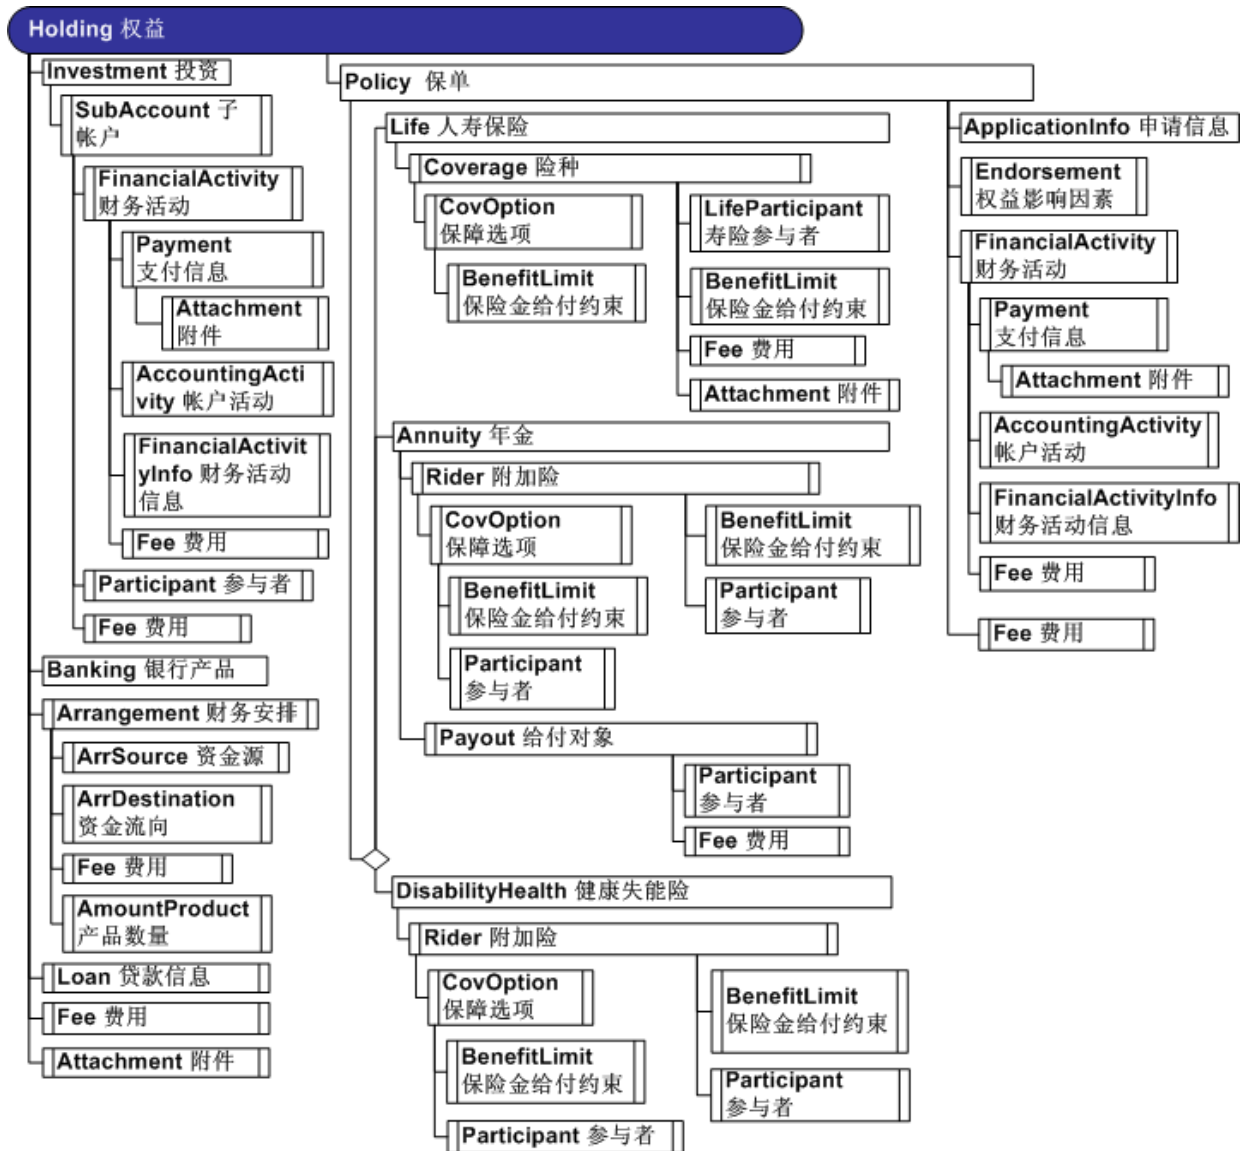 Holding 权益
Investment 投资
SubAccount 子
帐户
FinancialActivity
财务活动
Payment
支付信息
Attachment
附件
AccountingActi
vity 帐户活动
FinancialActivit
yInfo 财务活动
信息
Fee 费用
Participant 参与者
Fee 费用
Banking 银行产品
Arrangement 财务安排
ArrSource 资金源
ArrDestination
资金流向
Fee 费用
AmountProduct
产品数量
Loan 贷款信息
Fee 费用
Attachment 附件
Policy 保单
Life 人寿保险
Coverage 险种
CovOption
保障选项
BenefitLimit
保险金给付约束
LifeParticipant
寿险参与者
BenefitLimit
保险金给付约束
Fee 费用
Attachment 附件
Annuity 年金
Rider 附加险
CovOption
保障选项
BenefitLimit
保险金给付约束
Participant
参与者
BenefitLimit
保险金给付约束
Participant
参与者
Payout 给付对象
Participant
参与者
Fee 费用
DisabilityHealth 健康失能险
Rider 附加险
CovOption
保障选项
BenefitLimit
保险金给付约束
Participant 参与者
BenefitLimit
保险金给付约束
Participant
参与者
ApplicationInfo 申请信息
Endorsement
权益影响因素
FinancialActivity
财务活动
Payment
支付信息
Attachment 附件
AccountingActivity
帐户活动
FinancialActivityInfo
财务活动信息
Fee 费用
Fee 费用